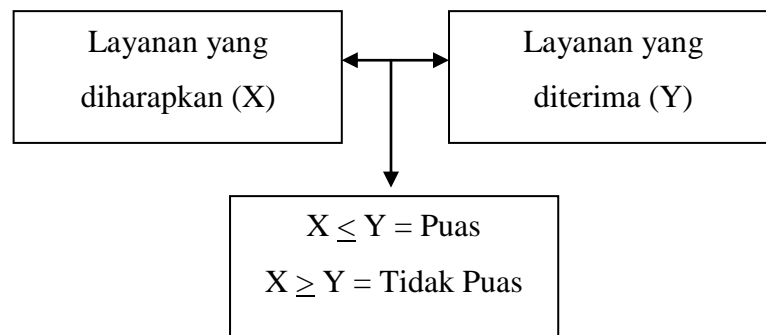 Layanan yang
diharapkan (X)
Layanan yang
diterima (Y)
X ≤ Y = Puas
X ≥ Y = Tidak Puas